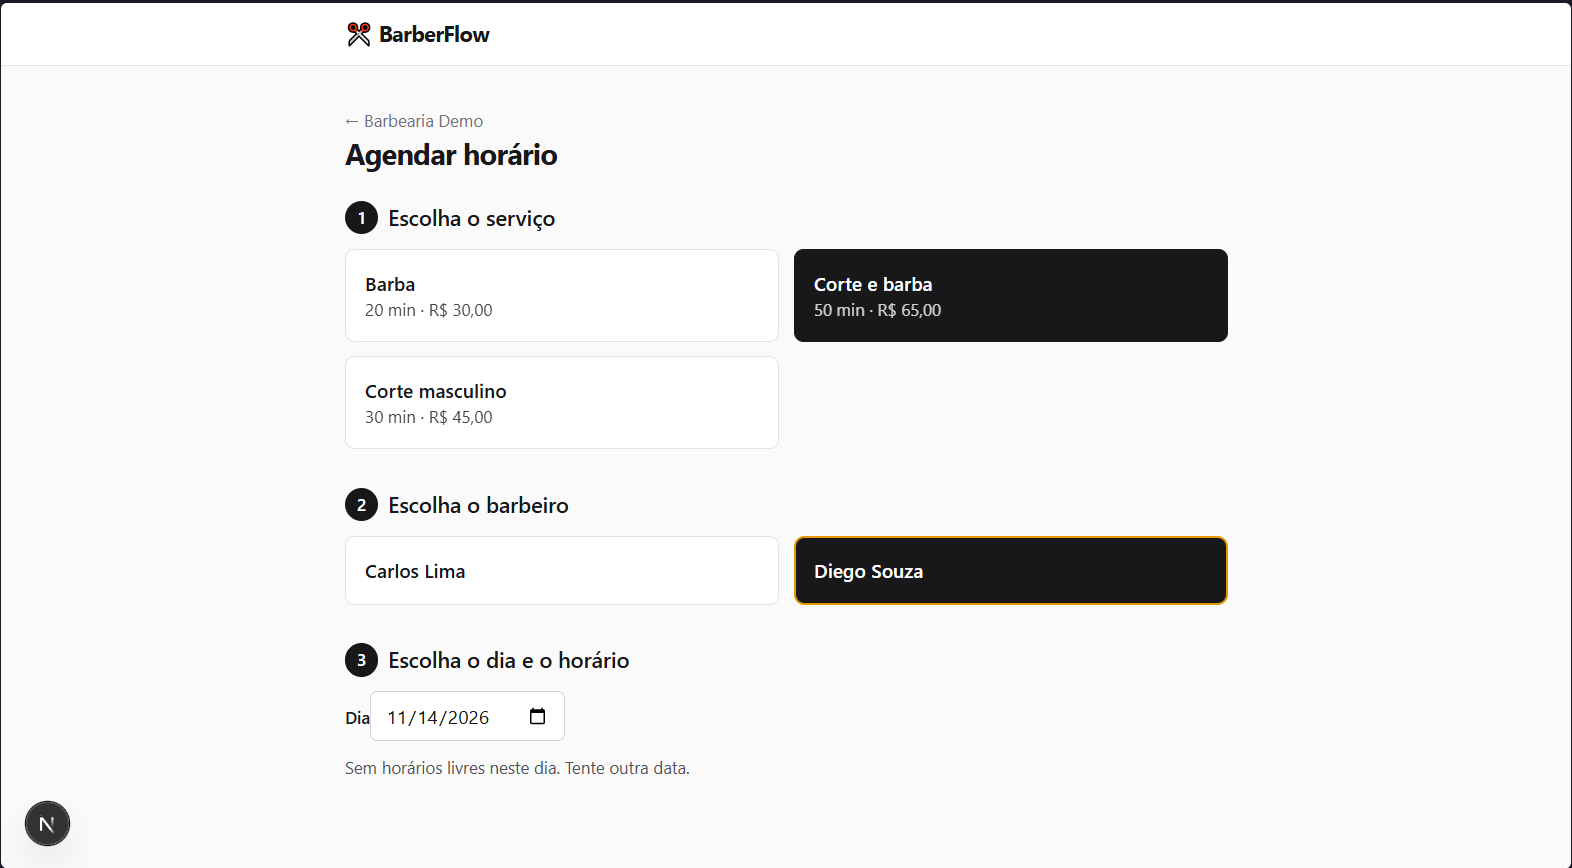 BarberFlow
← Barbearia Demo
Agendar horário
1 Escolha o serviço
Barba
20 min · R$ 30,00
Corte e barba
50 min · R$ 65,00
Corte masculino
30 min · R$ 45,00
2 Escolha o barbeiro
Carlos Lima
Diego Souza
3 Escolha o dia e o horário
Dia 11/14/2026
Sem horários livres neste dia. Tente outra data.
N